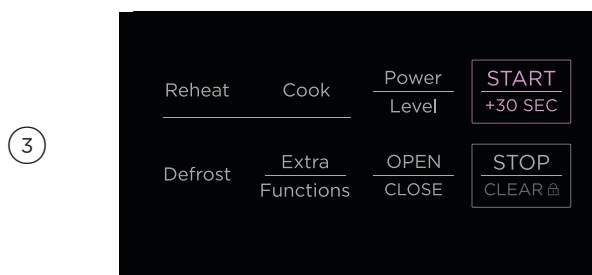 3
Reheat Cook Power Level START +30 SEC
Defrost Extra Functions OPEN CLOSE STOP CLEAR